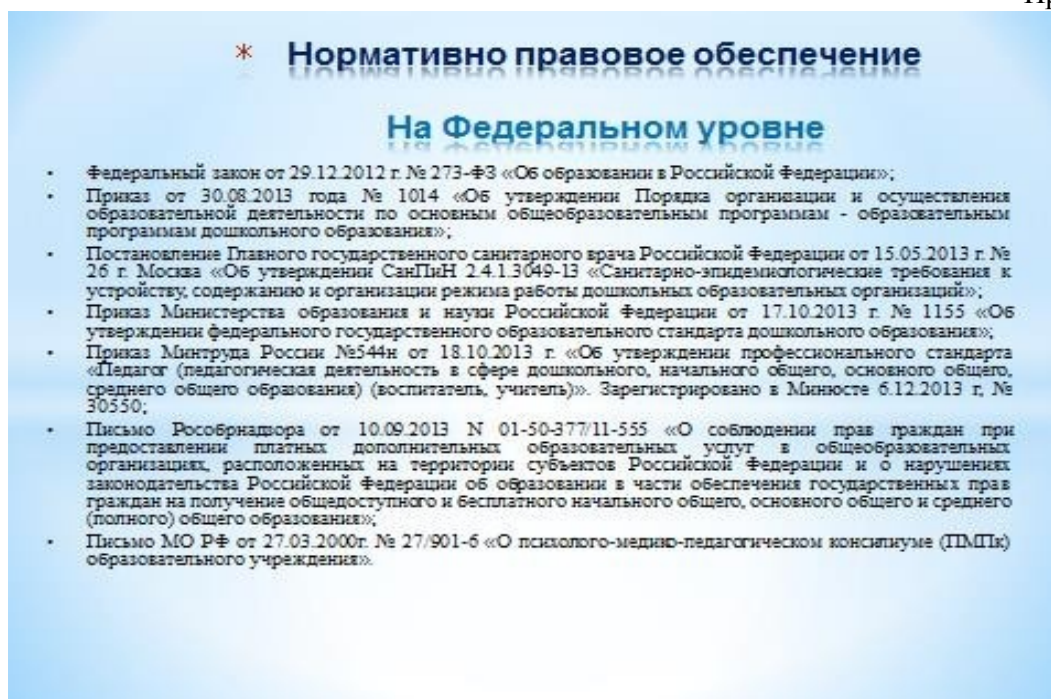 Пр
* Нормативно правовое обеспечение
На Федеральном уровне
• Федеральный закон от 29.12.2012 г. № 273-ФЗ «Об образовании в Российской Федерации»;
• Приказ от 30.08.2013 года № 1014 «Об утверждении Порядка организации и осуществления
образовательной деятельности по основным общеобразовательным программам - образовательным
программам дошкольного образования»;
• Постановление Главного государственного санитарного врача Российской Федерации от 15.05.2013 г. №
26 г. Москва «Об утверждении СанПиН 2.4.1.3049-13 «Санитарно-эпидемиологические требования к
устройству, содержанию и организации режима работы дошкольных образовательных организаций»;
• Приказ Министерства образования и науки Российской Федерации от 17.10.2013 г. № 1155 «Об
утверждении федерального государственного образовательного стандарта дошкольного образования»;
• Приказ Минтруда России №544н от 18.10.2013 г. «Об утверждении профессионального стандарта
«Педагог (педагогическая деятельность в сфере дошкольного, начального общего, основного общего,
среднего общего образования) (воспитатель, учитель)». Зарегистрировано в Минюсте 6.12.2013 г, №
30550;
• Письмо Рособрнадзора от 10.09.2013 N 01-50-377/11-555 «О соблюдении прав граждан при
предоставлении платных дополнительных образовательных услуг в общеобразовательных
организациях, расположенных на территории субъектов Российской Федерации и о нарушениях
законодательства Российской Федерации об образовании в части обеспечения государственных прав
граждан на получение общедоступного и бесплатного начального общего, основного общего и среднего
(полного) общего образования»;
• Письмо МО РФ от 27.03.2000г. № 27/901-6 «О психолого-медико-педагогическом консилиуме (ПМПк)
образовательного учреждения».